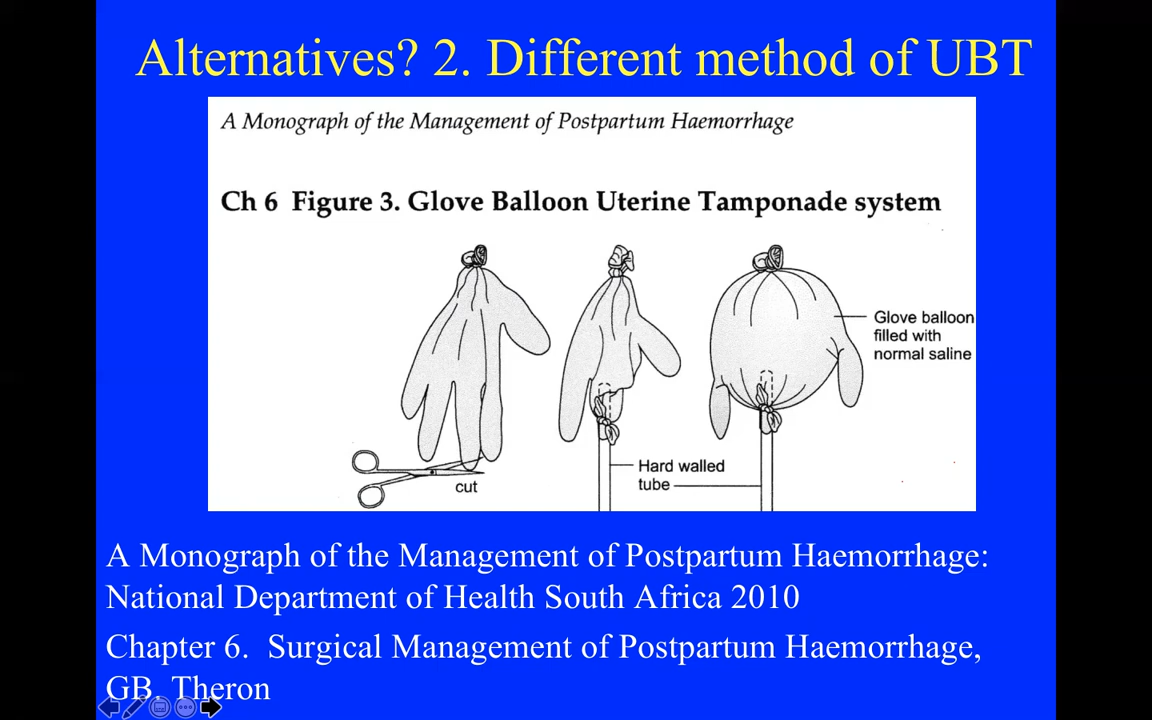 Alternatives? 2. Different method of UBT
A Monograph of the Management of Postpartum Haemorrhage
Ch 6 Figure 3. Glove Balloon Uterine Tamponade system
Glove balloon
filled with
normal saline
Hard walled
tube
cut
A Monograph of the Management of Postpartum Haemorrhage:
National Department of Health South Africa 2010
Chapter 6. Surgical Management of Postpartum Haemorrhage,
GB. Theron